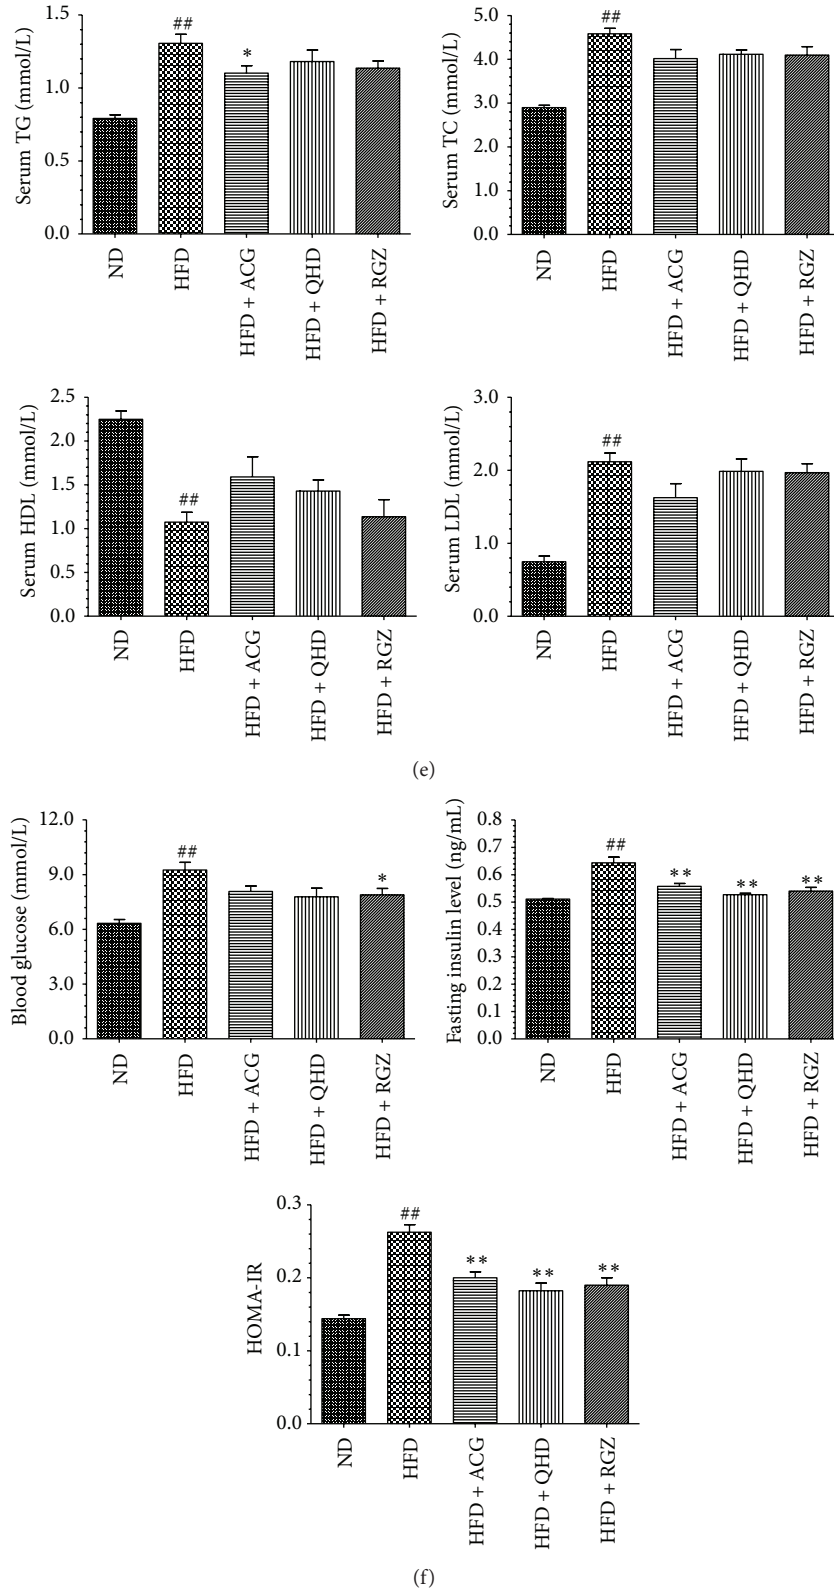 Serum TG (mmol/L)
1.5
1.0
0.5
0.0
##
*
ND
HFD
HFD + ACG
HFD + QHD
HFD + RGZ
Serum TC (mmol/L)
5.0
4.0
3.0
2.0
1.0
0.0
##
ND
HFD
HFD + ACG
HFD + QHD
HFD + RGZ
Serum HDL (mmol/L)
2.5
2.0
1.5
1.0
0.5
0.0
##
ND
HFD
HFD + ACG
HFD + QHD
HFD + RGZ
Serum LDL (mmol/L)
3.0
2.0
1.0
0.0
##
ND
HFD
HFD + ACG
HFD + QHD
HFD + RGZ
(e)
Blood glucose (mmol/L)
12.0
9.0
6.0
3.0
0.0
##
*
ND
HFD
HFD + ACG
HFD + QHD
HFD + RGZ
Fasting insulin level (ng/mL)
0.8
0.7
0.6
0.5
0.4
0.3
0.2
0.1
0.0
##
**
**
**
ND
HFD
HFD + ACG
HFD + QHD
HFD + RGZ
HOMA-IR
0.3
0.2
0.1
0.0
##
**
**
**
ND
HFD
HFD + ACG
HFD + QHD
HFD + RGZ
(f)